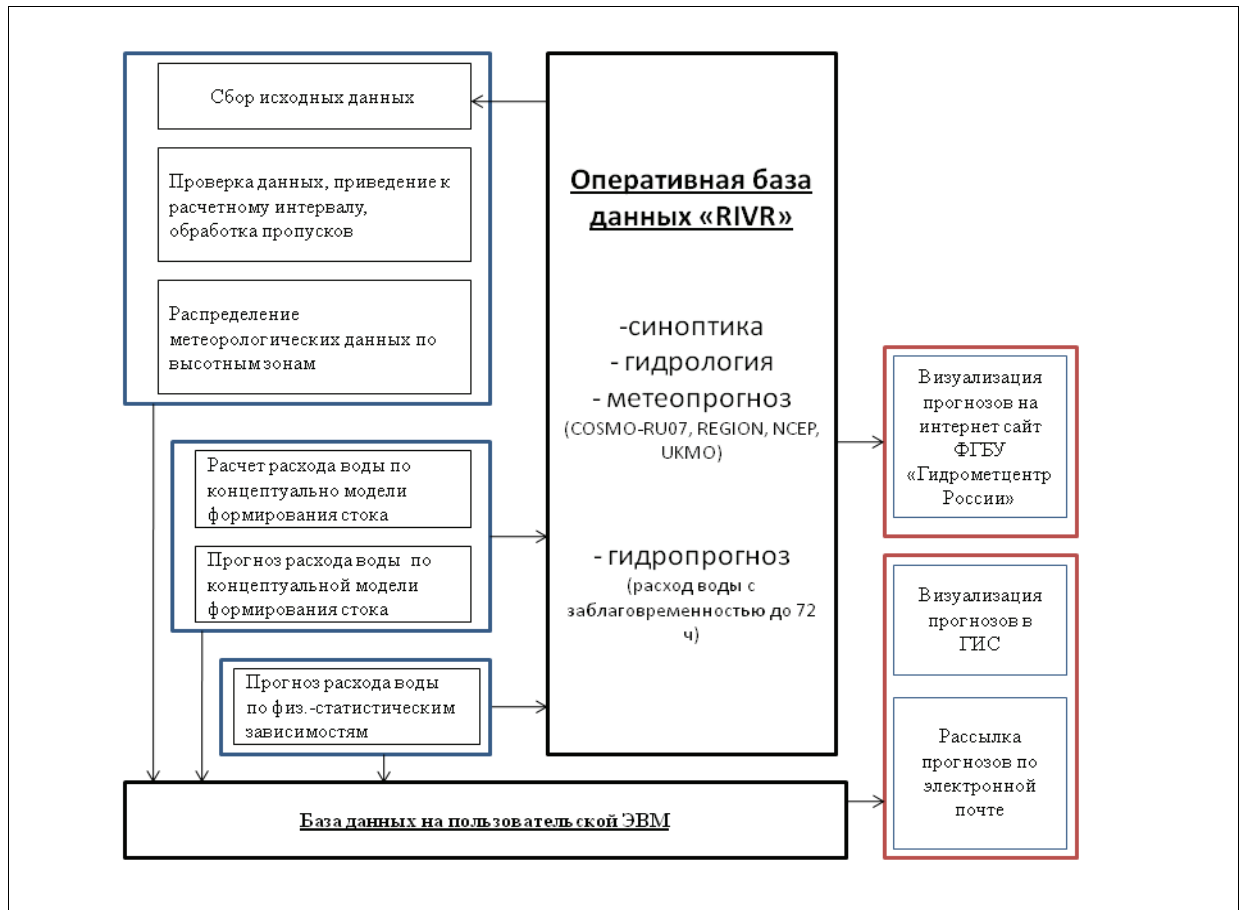 Сбор исходных данных
Проверка данных, приведение к
расчетному интервалу,
обработка пропусков
Распределение
метеорологических данных по
высотным зонам
Расчет расхода воды по
концептуально модели
формирования стока
Прогноз расхода воды по
концептуальной модели
формирования стока
Прогноз расхода воды
по физ.-статистическим
зависимостям
Оперативная база
данных «RIVR»
-синоптика
- гидрология
- метеопрогноз
(COSMO-RU07, REGION, NCEP,
UKMO)
- гидропрогноз
(расход воды с
заблаговременностью до 72
ч)
Визуализация
прогнозов на
интернет сайт
ФГБУ
«Гидрометцентр
России»
Визуализация
прогнозов в
ГИС
Рассылка
прогнозов по
электронной
почте
База данных на пользовательской ЭВМ